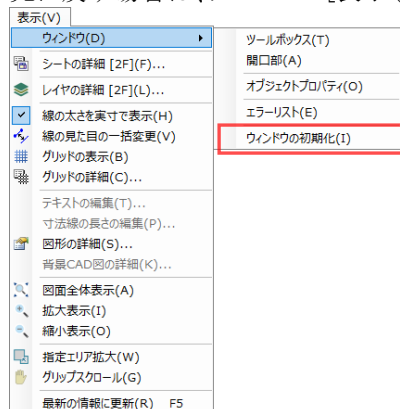 表示(V)
ウィンドウ(D)
シートの詳細 [2F](F)...
レイヤの詳細 [2F](L)...
線の太さを実寸で表示(H)
線の見た目の一括変更(V)
グリッドの表示(B)
グリッドの詳細(C)...
テキストの編集(T)...
寸法線の長さの編集(P)...
図形の詳細(S)...
背景CAD図の詳細(K)...
図面全体表示(A)
拡大表示(I)
縮小表示(O)
指定エリア拡大(W)
グリップスクロール(G)
最新の情報に更新(R) F5
ツールボックス(T)
開口部(A)
オブジェクトプロパティ(O)
エラーリスト(E)
ウィンドウの初期化(I)